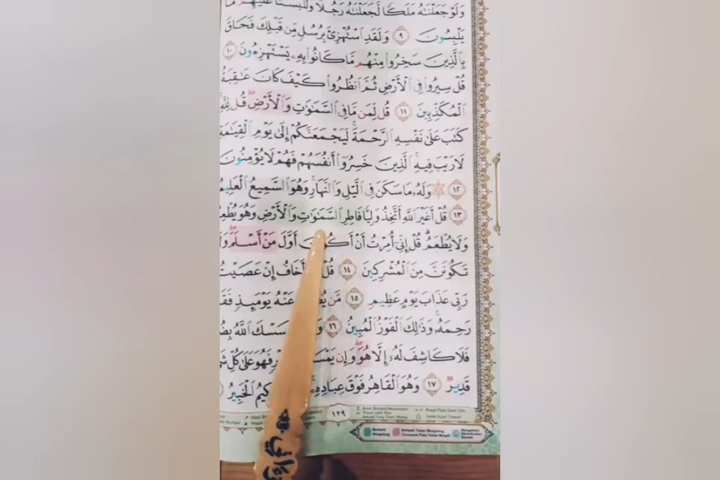 وَلَوْ جَعَلْنَٰهُ مَلَكًا لَّجَعَلْنَٰهُ رَجُلًا وَلَلَبَسْنَا عَلَيْهِم مَّا
يَلْبِسُونَ ٩ وَلَقَدِ ٱسْتُهْزِئَ بِرُسُلٍ مِّن قَبْلِكَ فَحَاقَ
بِٱلَّذِينَ سَخِرُوا۟ مِنْهُم مَّا كَانُوا۟ بِهِۦ يَسْتَهْزِءُونَ ١٠
قُلْ سِيرُوا۟ فِى ٱلْأَرْضِ ثُمَّ ٱنظُرُوا۟ كَيْفَ كَانَ عَٰقِبَةُ
ٱلْمُكَذِّبِينَ ١١ قُل لِّمَن مَّا فِى ٱلسَّمَٰوَٰتِ وَٱلْأَرْضِ قُل لِّلَّهِ
كَتَبَ عَلَىٰ نَفْسِهِ ٱلرَّحْمَةَ لَيَجْمَعَنَّكُمْ إِلَىٰ يَوْمِ ٱلْقِيَٰمَةِ
لَا رَيْبَ فِيهِ ٱلَّذِينَ خَسِرُوٓا۟ أَنفُسَهُمْ فَهُمْ لَا يُؤْمِنُونَ
١٢ وَلَهُۥ مَا سَكَنَ فِى ٱلَّيْلِ وَٱلنَّهَارِ وَهُوَ ٱلسَّمِيعُ ٱلْعَلِيمُ
١٣ قُلْ أَغَيْرَ ٱللَّهِ أَتَّخِذُ وَلِيًّا فَاطِرِ ٱلسَّمَٰوَٰتِ وَٱلْأَرْضِ وَهُوَ يُطْعِمُ
وَلَا يُطْعَمُ قُلْ إِنِّىٓ أُمِرْتُ أَنْ أَكُونَ أَوَّلَ مَنْ أَسْلَمَ
تَكُونَنَّ مِنَ ٱلْمُشْرِكِينَ ١٤ قُلْ أَخَافُ إِنْ عَصَيْتُ
رَبِّى عَذَابَ يَوْمٍ عَظِيمٍ ١٥ مَّن عَنْهُ يَوْمَئِذٍ
رَحِمَهُۥ وَذَٰلِكَ ٱلْفَوْزُ ٱلْمُبِينُ ١٦ ٱللَّهُ
فَلَا كَاشِفَ لَهُۥٓ إِلَّا هُوَ وَإِن فَهُوَ عَلَىٰ كُلِّ
قَدِيرٌ ١٧ وَهُوَ ٱلْقَاهِرُ فَوْقَ عِبَادِهِۦ ٱلْخَبِيرُ
١٢٩